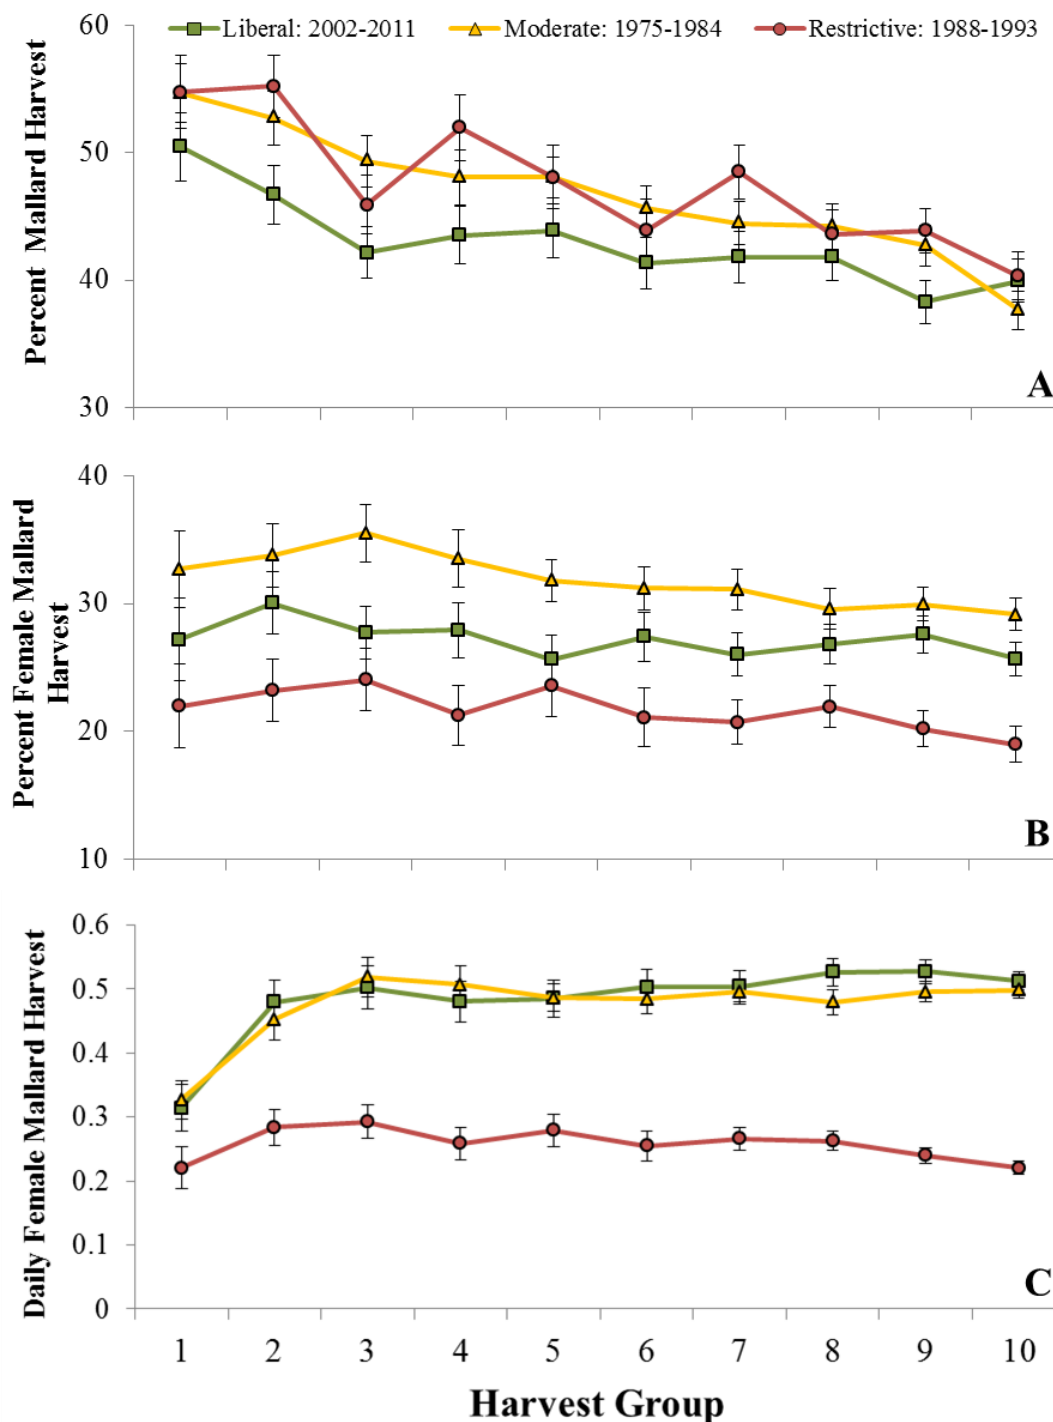 Liberal: 2002-2011 Moderate: 1975-1984 Restrictive: 1988-1993
Percent Mallard Harvest
60
50
40
30
A
Percent Female Mallard
Harvest
40
30
20
10
B
Daily Female Mallard Harvest
0.6
0.5
0.4
0.3
0.2
0.1
0
C
1 2 3 4 5 6 7 8 9 10
Harvest Group